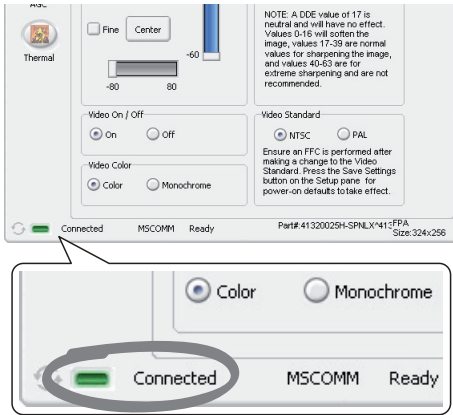 AGC
NOTE: A DDE value of 17 is
neutral and will have no effect.
Values 0-16 will soften the
image, values 17-39 are normal
values for sharpening the image,
and values 40-63 are for
extreme sharpening and are not
recommended.
Fine
Center
Thermal
-60
-80 80
Video On / Off
On Off
Video Color
Color Monochrome
Video Standard
NTSC PAL
Ensure an FFC is performed after
making a change to the Video
Standard. Press the Save Settings
button on the Setup pane for
power-on defaults to take effect.
Connected MSCOMM Ready Part#:41320025H-SPNLX^413 FPA
Size:324x256
Color Monochrome
Connected MSCOMM Ready